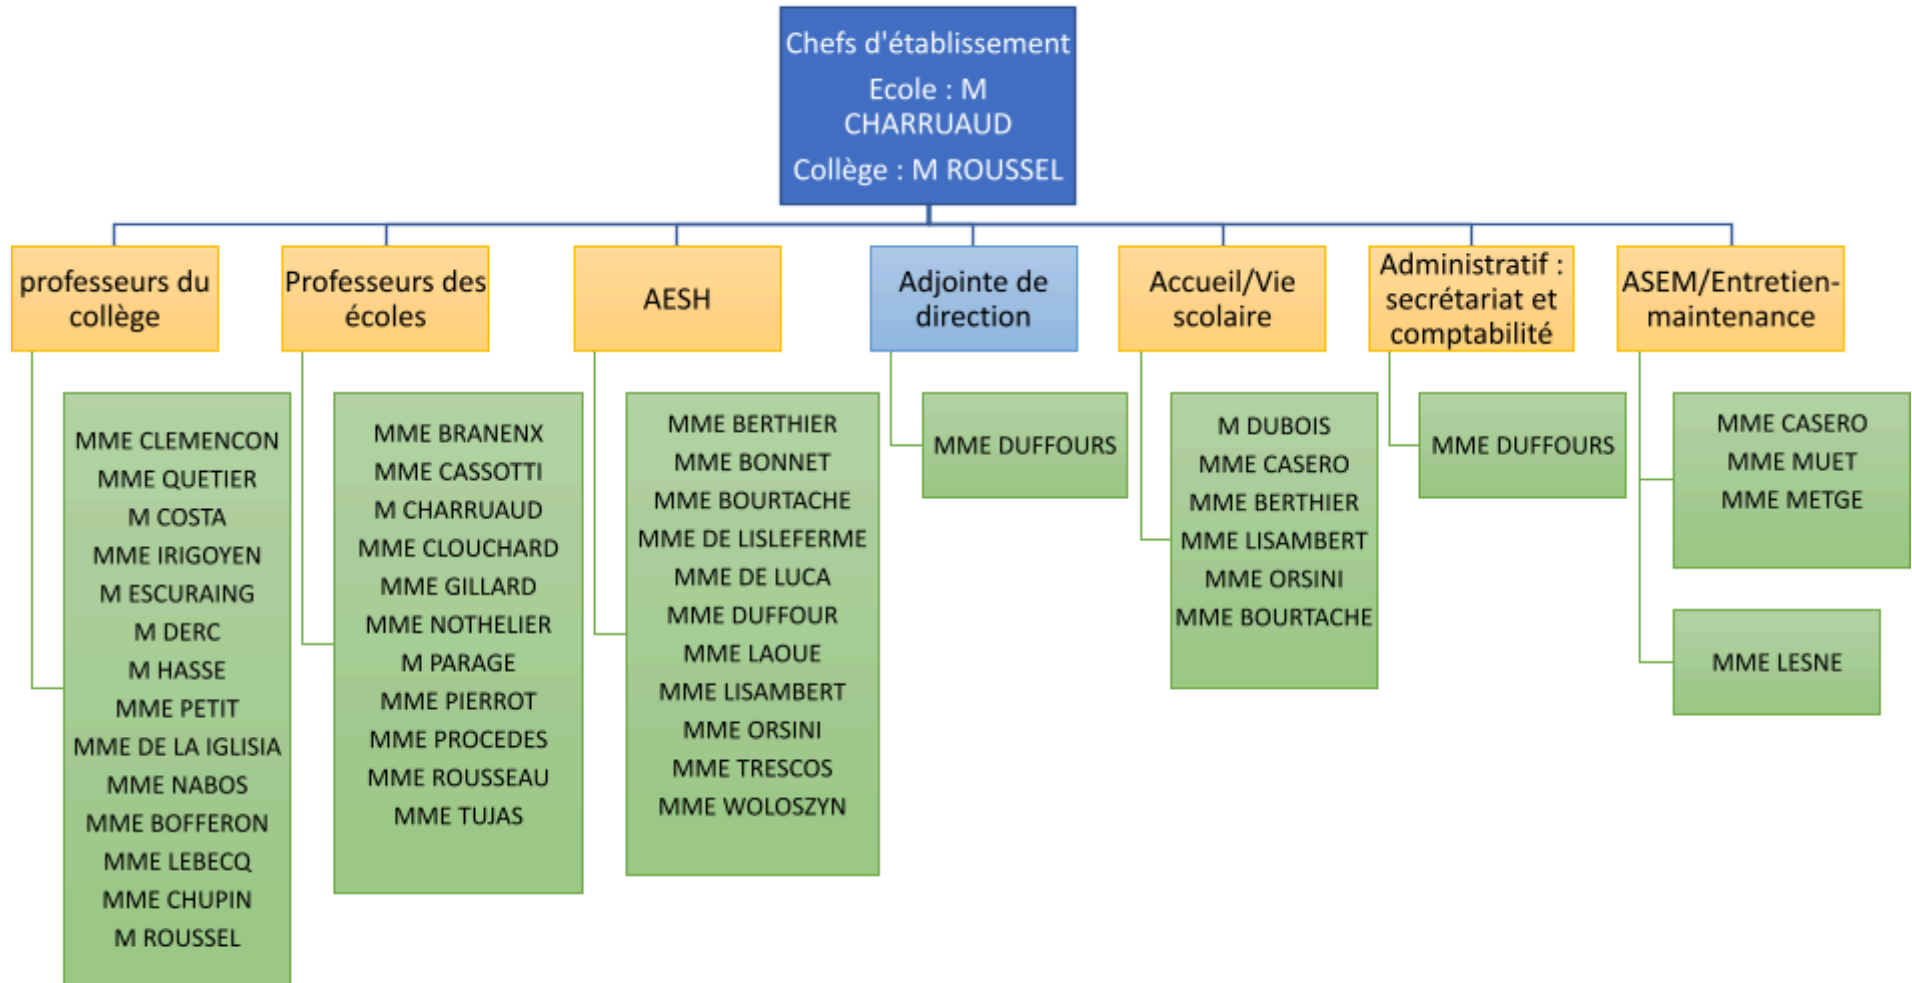 Chefs d'établissement
Ecole : M
CHARRUAUD
Collège : M ROUSSEL
professeurs du
collège
Professeurs des
écoles
AESH
Adjointe de
direction
Accueil/Vie
scolaire
Administratif :
secrétariat et
comptabilité
ASEM/Entretien-
maintenance
MME CLEMENCON
MME QUETIER
M COSTA
MME IRIGOYEN
M ESCURAING
M DERC
M HASSE
MME PETIT
MME DE LA IGLISIA
MME NABOS
MME BOFFERON
MME LEBECQ
MME CHUPIN
M ROUSSEL
MME BRANENX
MME CASSOTTI
M CHARRUAUD
MME CLOUCHARD
MME GILLARD
MME NOTHELIER
M PARAGE
MME PIERROT
MME PROCEDES
MME ROUSSEAU
MME TUJAS
MME BERTHIER
MME BONNET
MME BOURTACHE
MME DE LISLEFERME
MME DE LUCA
MME DUFFOUR
MME LAOUE
MME LISAMBERT
MME ORSINI
MME TRESCOS
MME WOLOSZYN
MME DUFFOURS
M DUBOIS
MME CASERO
MME BERTHIER
MME LISAMBERT
MME ORSINI
MME BOURTACHE
MME DUFFOURS
MME CASERO
MME MUET
MME METGE
MME LESNE